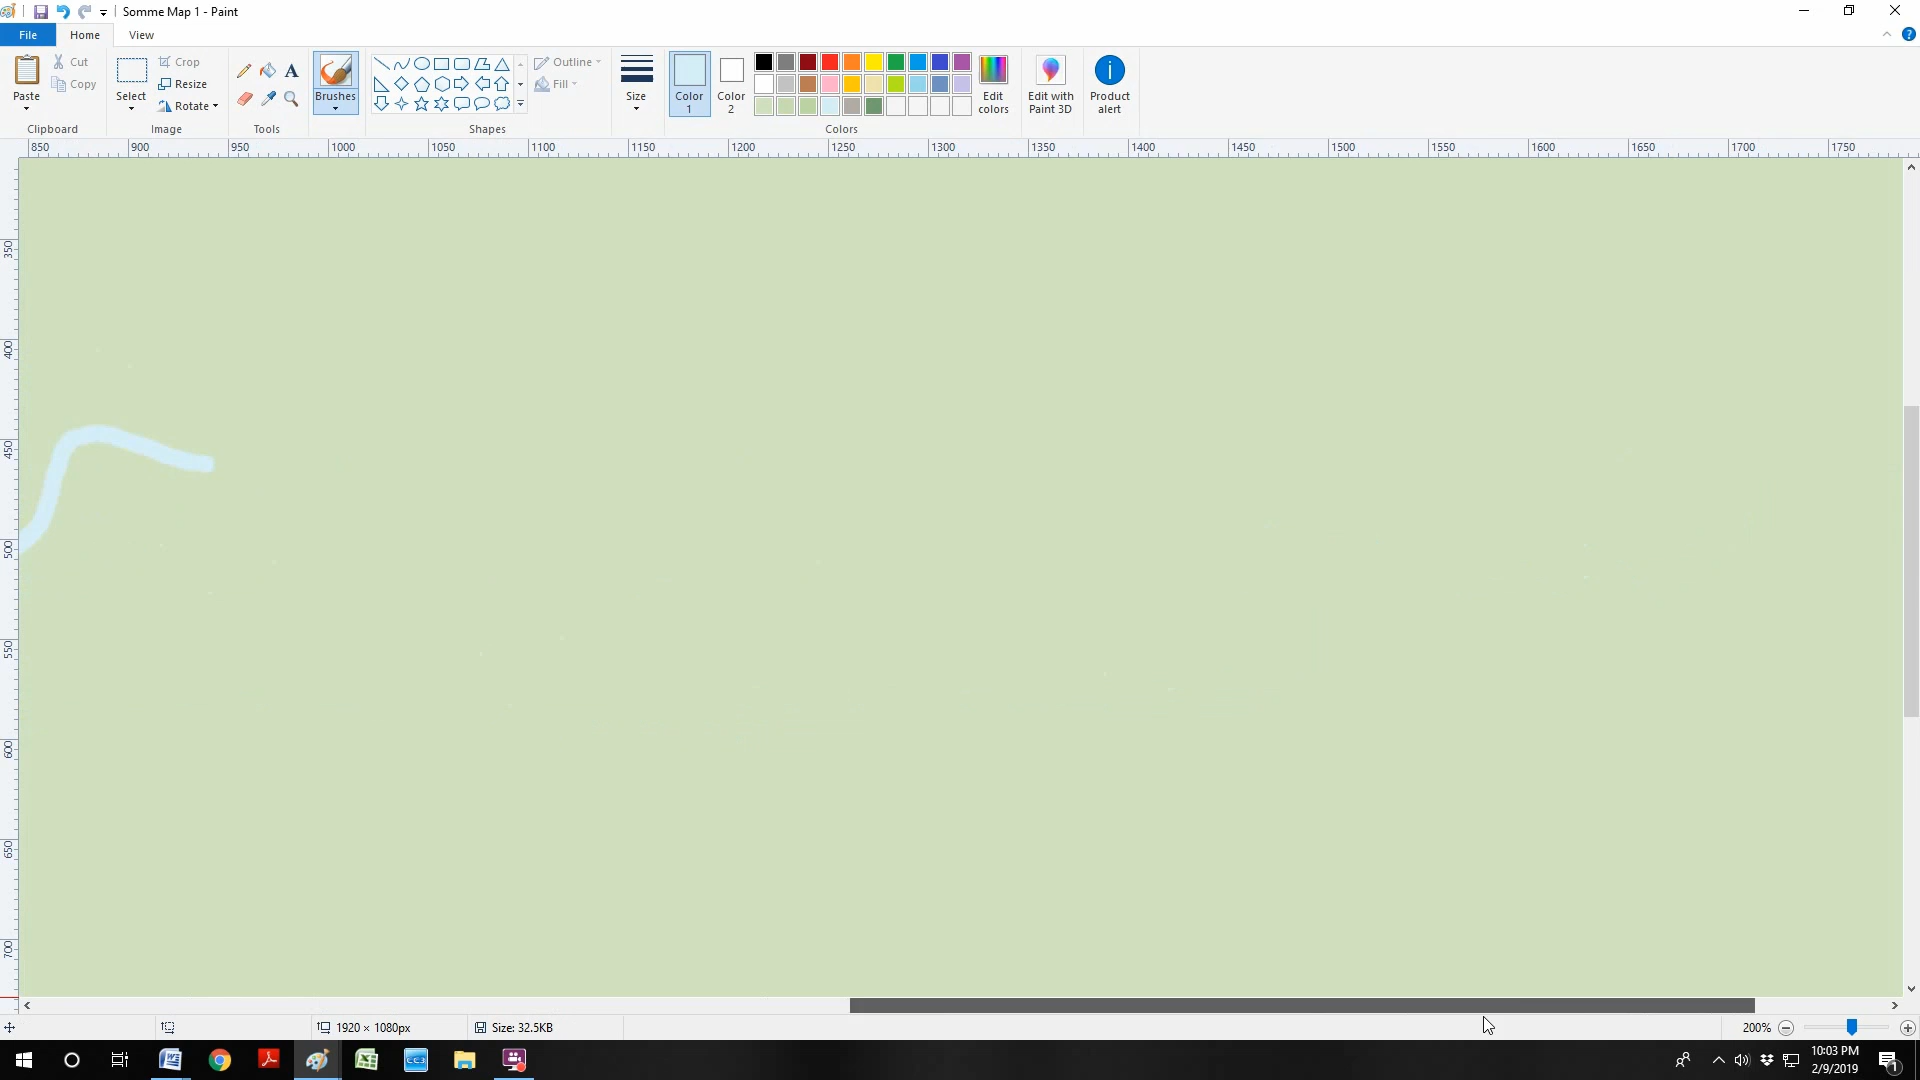 Somme Map 1 - Paint
File Home View
Paste
Cut
Copy
Clipboard
Select
Crop
Resize
Rotate
Image
A
Tools
Brushes
Outline
Fill
Shapes
Size
Color 1
Color 2
Colors
Edit colors
Edit with Paint 3D
Product alert
850 900 950 1000 1050 1100 1150 1200 1250 1300 1350 1400 1450 1500 1550 1600 1650 1700 1750
350
400
450
500
550
600
650
700
1920 × 1080px
Size: 32.5KB
200%
CC3
10:03 PM
2/9/2019
1